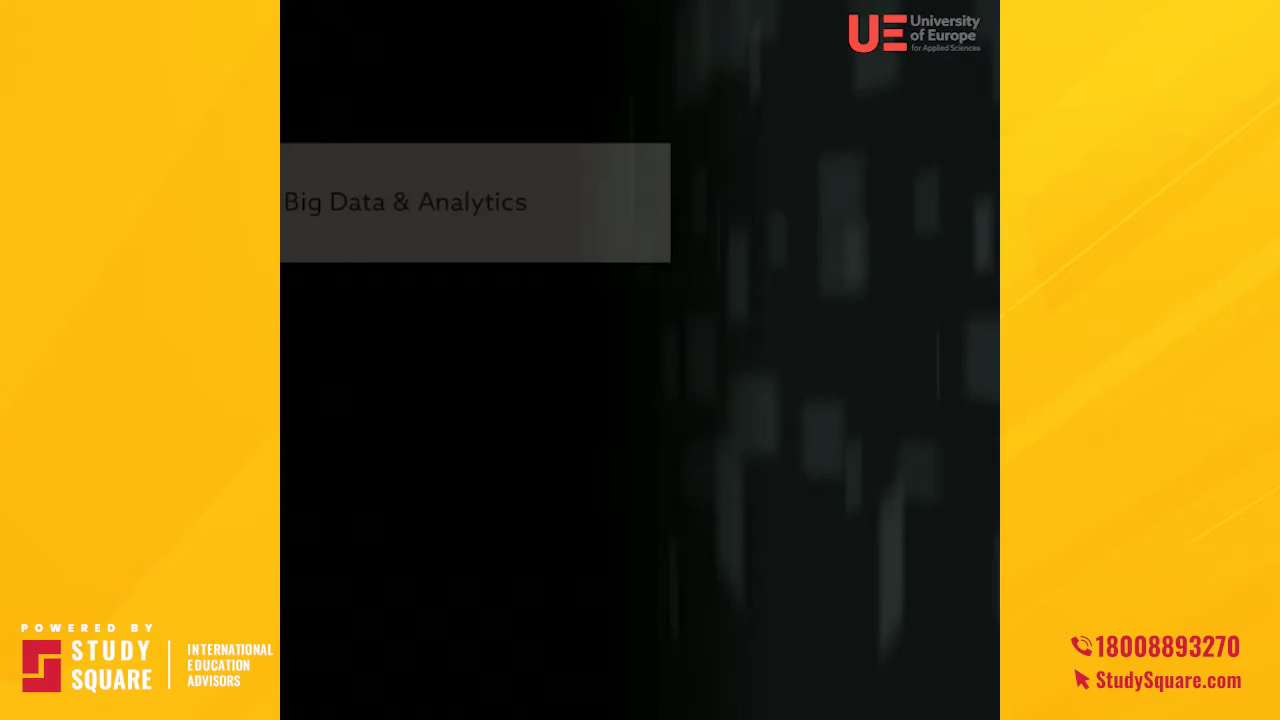 University
of Europe
for Applied Sciences
Big Data & Analytics
POWERED BY
STUDY
SQUARE
INTERNATIONAL
EDUCATION
ADVISORS
18008893270
StudySquare.com